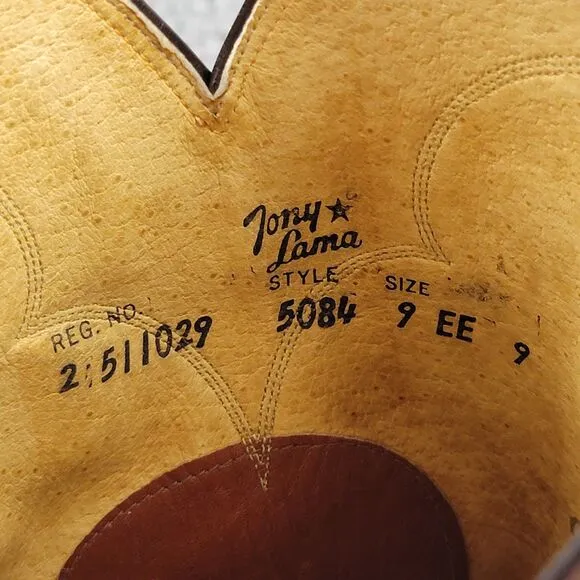 Tony Lama
STYLE SIZE
REG. NO.
2;511029 5084 9 EE 9